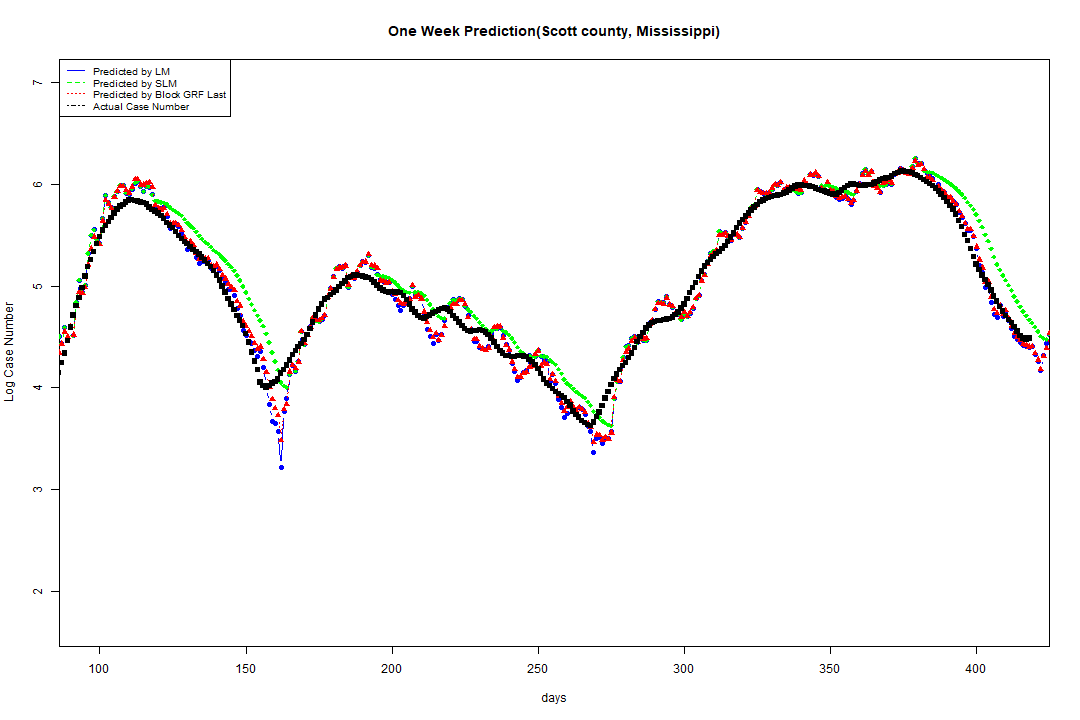 One Week Prediction(Scott county, Mississippi)
Predicted by LM
Predicted by SLM
Predicted by Block GRF Last
Actual Case Number
7
6
5
4
3
2
Log Case Number
100 150 200 250 300 350 400
days